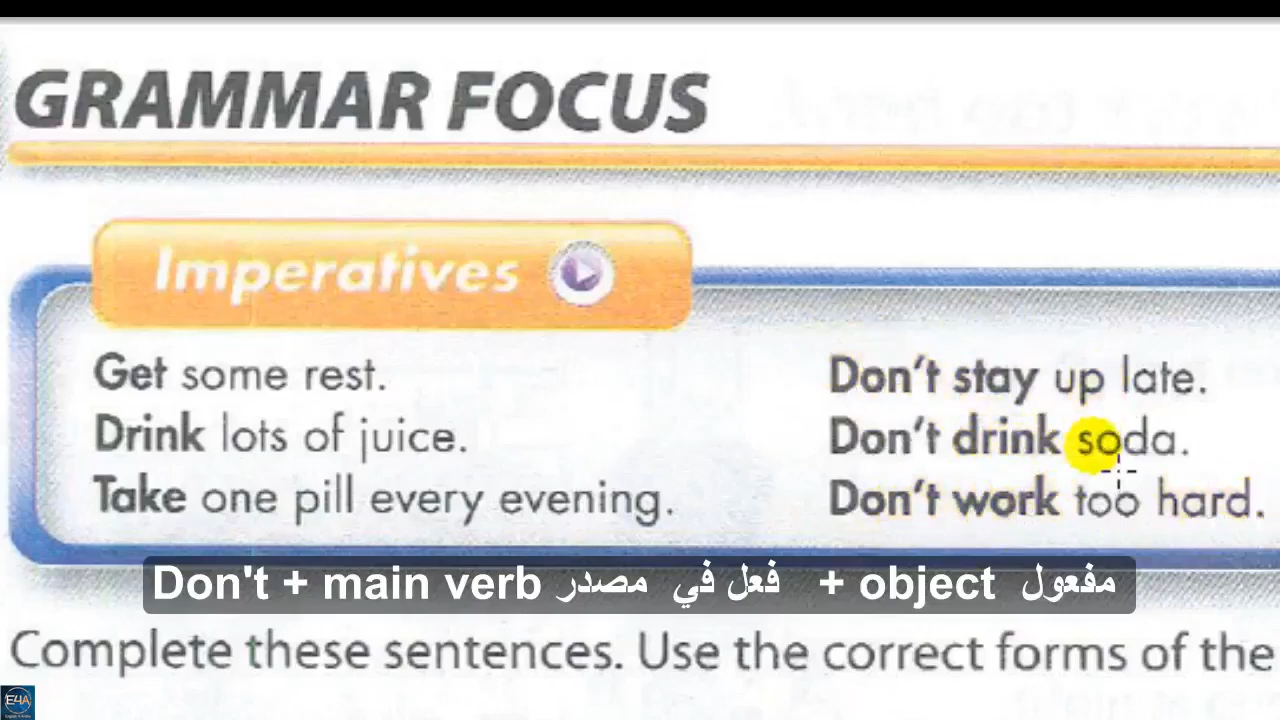 GRAMMAR FOCUS
Imperatives
Get some rest.
Drink lots of juice.
Take one pill every evening.
Don't stay up late.
Don't drink soda.
Don't work too hard.
Don't + main verb فعل في مصدر + object مفعول
Complete these sentences. Use the correct forms of the
E4A